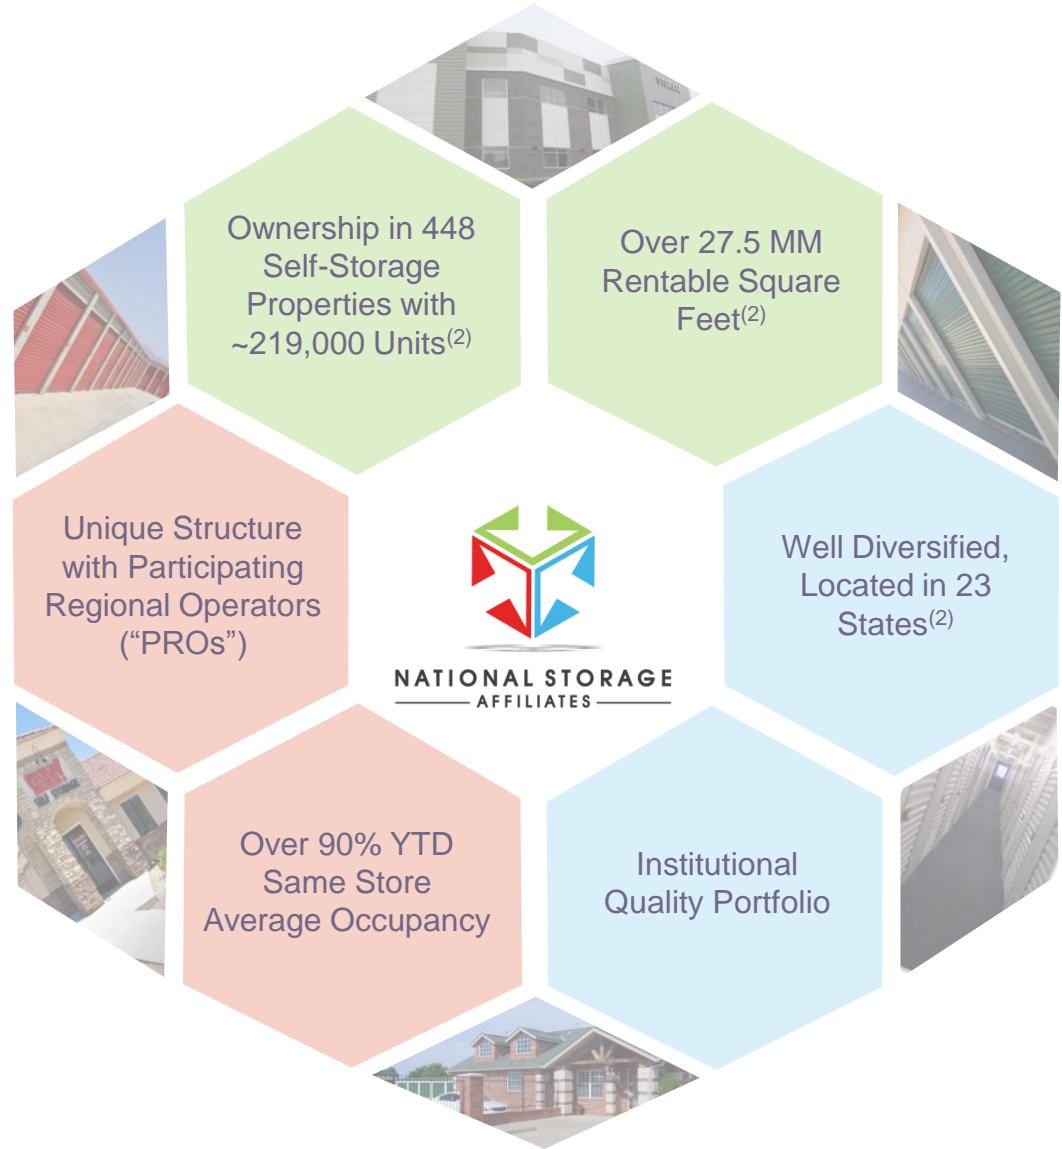 Ownership in 448
Self-Storage
Properties with
~219,000 Units(2)
Over 27.5 MM
Rentable Square
Feet(2)
Unique Structure
with Participating
Regional Operators
(“PROs”)
Well Diversified,
Located in 23
States(2)
NATIONAL STORAGE
AFFILIATES
Over 90% YTD
Same Store
Average Occupancy
Institutional
Quality Portfolio
SELF STORAGE